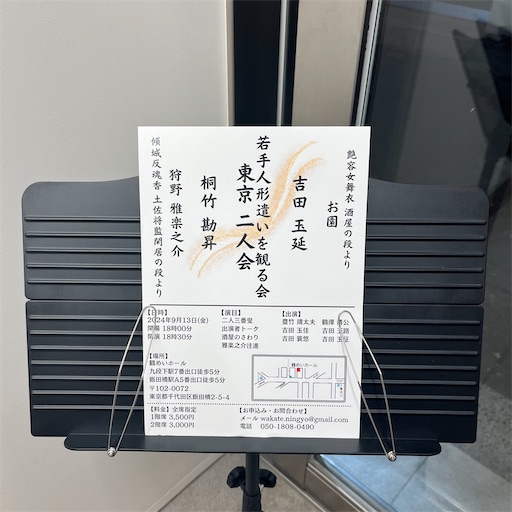 艶容女舞衣 酒屋の段より
お園
吉田 玉延
若手人形遣いを観る会
東京 二人会
桐竹 勘昇
狩野 雅楽之介
傾城反魂香 土佐将監閑居の段より
【日時】
2024年9月13日(金)
開場 18時00分
開演 18時30分
【演目】
二人三番叟
出演者トーク
酒屋のさわり
雅楽之介注進
【出演】
豊竹 靖太夫 鶴澤 清公
吉田 玉佳 吉田 玉路
吉田 簑悠 吉田 玉征
【場所】
鶴めいホール
九段下駅7番出口徒歩5分
飯田橋駅A5番出口徒歩5分
〒102-0072
東京都千代田区飯田橋2-5-4
鶴めいホール
【料金】全席指定
1階席 3,500円
2階席 3,000円
【お申込み・お問合わせ】
メール wakate.ningyo@gmail.com
電話 050-1808-0490